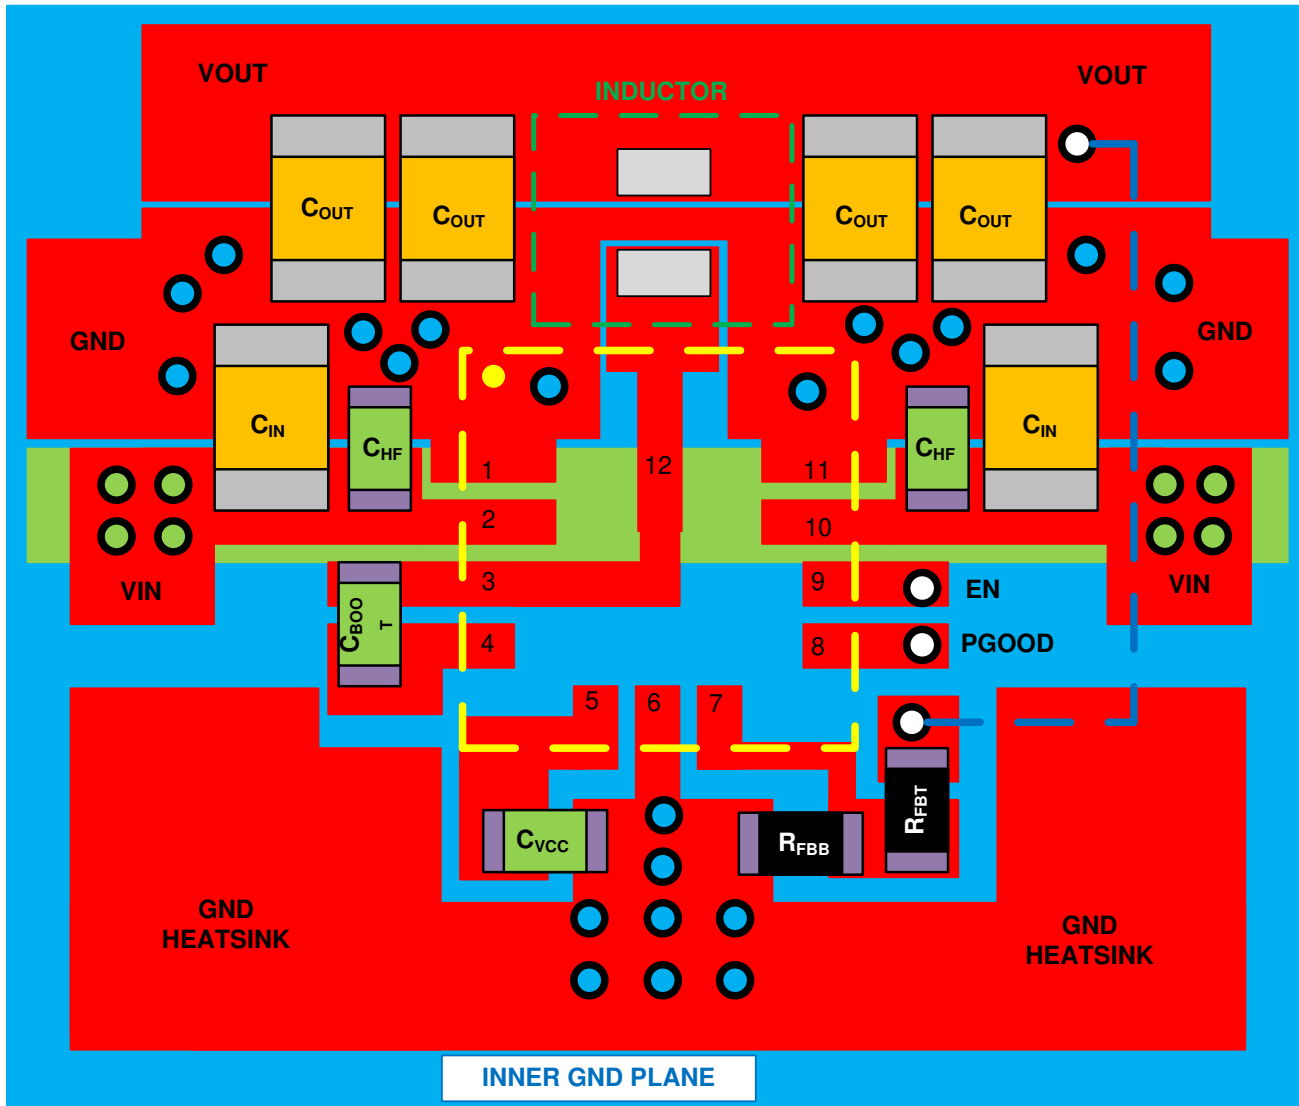 VOUT
VOUT
INDUCTOR
COUT
COUT
COUT
COUT
GND
GND
CIN
CHF
CHF
CIN
1
12
11
2
10
VIN
3
9
EN
VIN
CBOO
T
4
8
PGOOD
5
6
7
RFBT
CVCC
RFBB
GND
HEATSINK
GND
HEATSINK
INNER GND PLANE